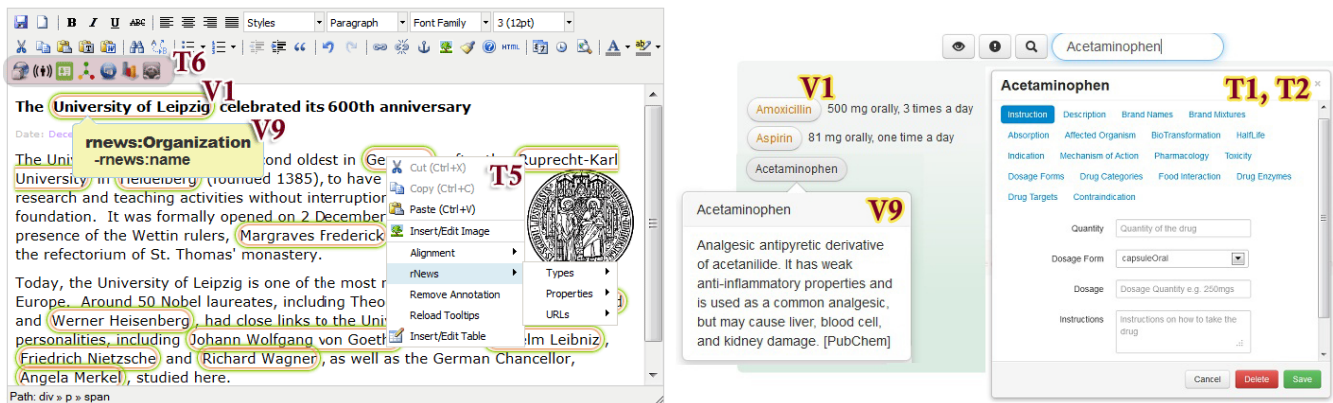 B I U ABC Styles Paragraph Font Family 3 (12pt)
HTML
T6
V1
The University of Leipzig celebrated its 600th anniversary
V9
Date: Dece
rnews:Organization
-rnews:name
The Uni cond oldest in Ge Ruprecht-Karl
University in Heidelberg (founded 1385), to have
research and teaching activities without interruption
foundation. It was formally opened on 2 December
presence of the Wettin rulers, Margraves Frederick
the refectorium of St. Thomas' monastery.
Today, the University of Leipzig is one of the most
Europe. Around 50 Nobel laureates, including Theo
and Werner Heisenberg, had close links to the Uni
personalities, including Johann Wolfgang von Goeth elm Leibniz,
Friedrich Nietzsche and Richard Wagner, as well as the German Chancellor,
Angela Merkel, studied here.
Path: div » p » span
T5
Cut (Ctrl+X)
Copy (Ctrl+C)
Paste (Ctrl+V)
Insert/Edit Image
Alignment
rNews
Remove Annotation
Reload Tooltips
Insert/Edit Table
Types
Properties
URLs
Acetaminophen
V1
Amoxicillin 500 mg orally, 3 times a day
Aspirin 81 mg orally, one time a day
Acetaminophen
Acetaminophen
V9
Analgesic antipyretic derivative
of acetanilide. It has weak
anti-inflammatory properties and
is used as a common analgesic,
but may cause liver, blood cell,
and kidney damage. [PubChem]
Acetaminophen
T1, T2
×
Instruction Description Brand Names Brand Mixtures
Absorption Affected Organism BioTransformation HalfLife
Indication Mechanism of Action Pharmacology Toxicity
Dosage Forms Drug Categories Food Interaction Drug Enzymes
Drug Targets Contraindication
Quantity Quantity of the drug
Dosage Form capsuleOral
Dosage Dosage Quantity e.g. 250mgs
Instructions Instructions on how to take the
drug
Cancel Delete Save